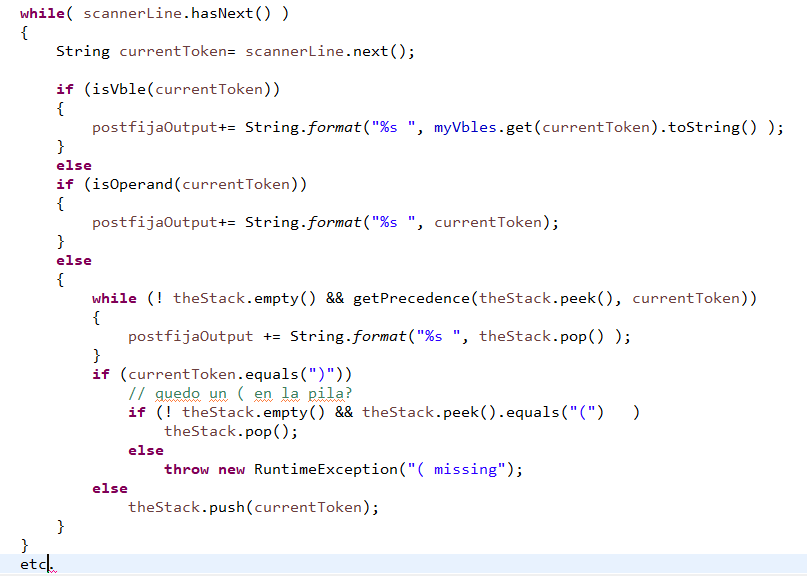 while( scannerLine.hasNext() )
{
String currentToken= scannerLine.next();
if (isVble(currentToken))
{
postfijaOutput+= String.format("%s ", myVbles.get(currentToken).toString() );
}
else
if (isOperand(currentToken))
{
postfijaOutput+= String.format("%s ", currentToken);
}
else
{
while (! theStack.empty() && getPrecedence(theStack.peek(), currentToken))
{
postfijaOutput += String.format("%s ", theStack.pop() );
}
if (currentToken.equals(")"))
// quedo un ( en la pila?
if (! theStack.empty() && theStack.peek().equals("(")   )
theStack.pop();
else
throw new RuntimeException("( missing");
else
theStack.push(currentToken);
}
}
etc.